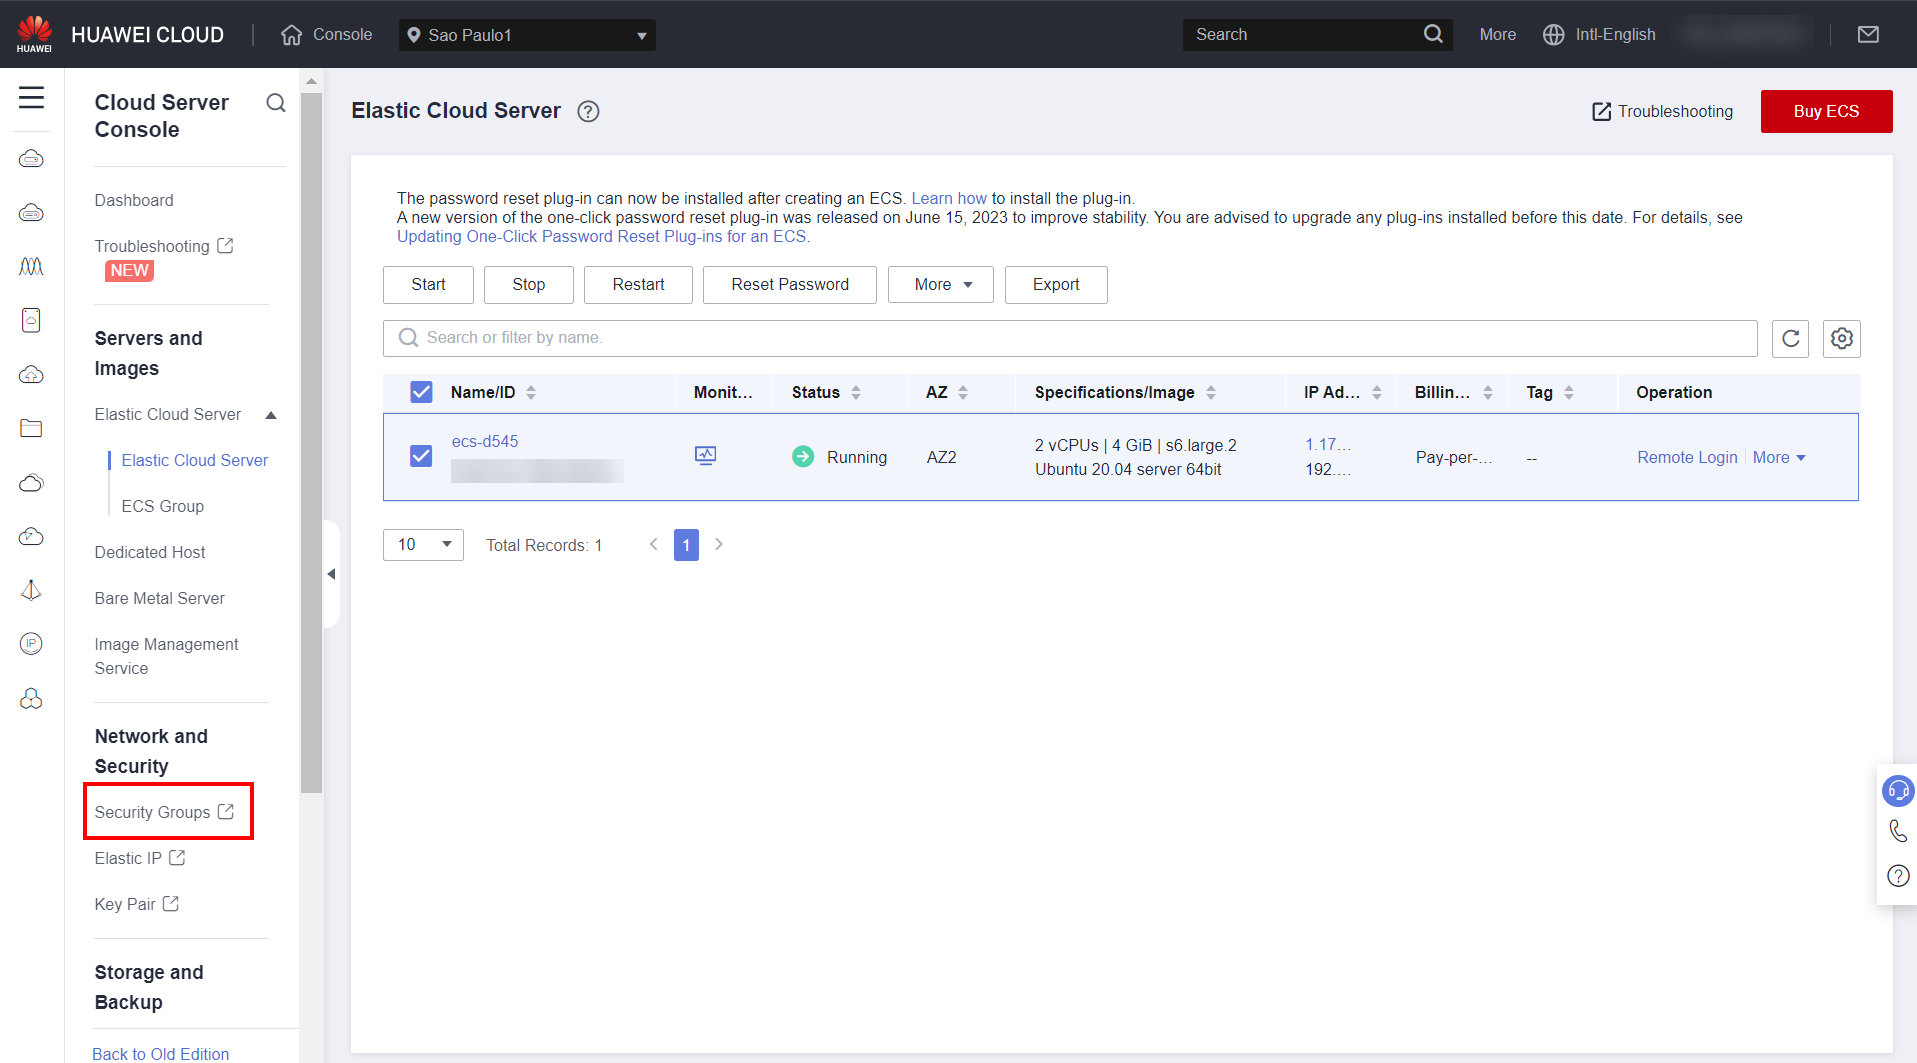 HUAWEI
HUAWEI CLOUD
Console
Sao Paulo1
Search
More
Intl-English
Cloud Server
Console
Dashboard
Troubleshooting
NEW
Servers and
Images
Elastic Cloud Server
Elastic Cloud Server
ECS Group
Dedicated Host
Bare Metal Server
IP
Image Management
Service
Network and
Security
Security Groups
Elastic IP
Key Pair
Storage and
Backup
Back to Old Edition
Elastic Cloud Server
Troubleshooting
Buy ECS
The password reset plug-in can now be installed after creating an ECS. Learn how to install the plug-in.
A new version of the one-click password reset plug-in was released on June 15, 2023 to improve stability. You are advised to upgrade any plug-ins installed before this date. For details, see
Updating One-Click Password Reset Plug-ins for an ECS.
Start
Stop
Restart
Reset Password
More
Export
Search or filter by name.
Name/ID
Monit...
Status
AZ
Specifications/Image
IP Ad...
Billin...
Tag
Operation
ecs-d545
Running
AZ2
2 vCPUs | 4 GiB | s6.large.2
Ubuntu 20.04 server 64bit
1.17...
192....
Pay-per-...
--
Remote Login
More
10
Total Records: 1
1